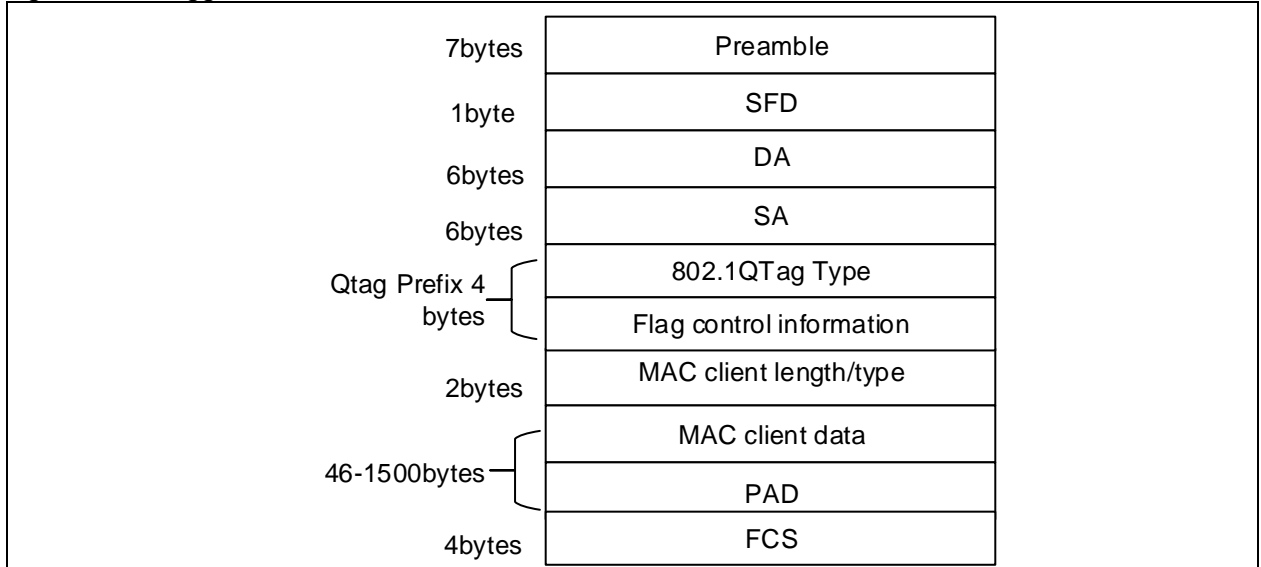 7bytes Preamble
1byte SFD
6bytes DA
6bytes SA
Qtag Prefix 4
bytes
802.1QTag Type
Flag control information
2bytes MAC client length/type
46-1500bytes
MAC client data
PAD
4bytes FCS